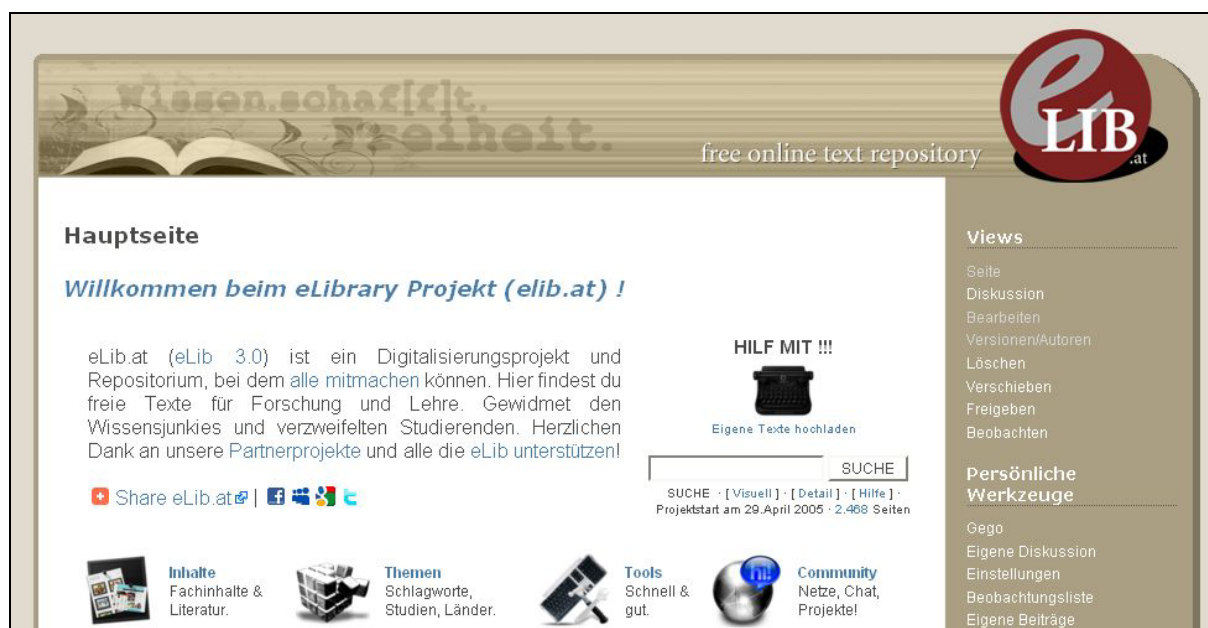 Wissen.schaf[f]t.
Freiheit.
free online text repository
e LIB .at
Hauptseite
Willkommen beim eLibrary Projekt (elib.at) !
eLib.at (eLib 3.0) ist ein Digitalisierungsprojekt und
Repositorium, bei dem alle mitmachen können. Hier findest du
freie Texte für Forschung und Lehre. Gewidmet den
Wissensjunkies und verzweifelten Studierenden. Herzlichen
Dank an unsere Partnerprojekte und alle die eLib unterstützen!
Share eLib.at |
HILF MIT !!!
Eigene Texte hochladen
SUCHE
SUCHE · [ Visuell ] · [ Detail ] · [ Hilfe ] ·
Projektstart am 29.April 2005 · 2.468 Seiten
Inhalte
Fachinhalte &
Literatur.
Themen
Schlagworte,
Studien, Länder.
Tools
Schnell &
gut.
hi!
Community
Netze, Chat,
Projekte!
Views
Seite
Diskussion
Bearbeiten
Versionen/Autoren
Löschen
Verschieben
Freigeben
Beobachten
Persönliche
Werkzeuge
Gego
Eigene Diskussion
Einstellungen
Beobachtungsliste
Eigene Beiträge